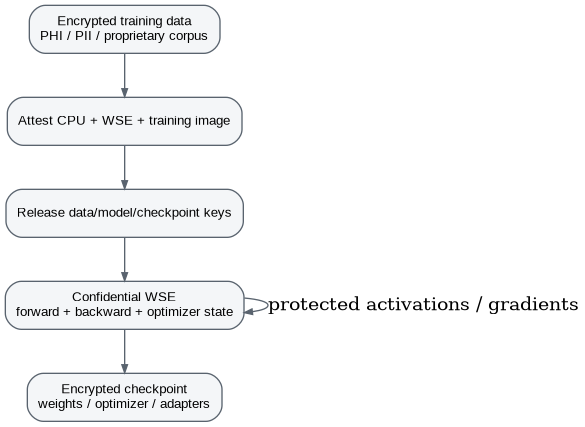 Encrypted training data
PHI / PII / proprietary corpus
Attest CPU + WSE + training image
Release data/model/checkpoint keys
Confidential WSE
forward + backward + optimizer state
protected activations / gradients
Encrypted checkpoint
weights / optimizer / adapters